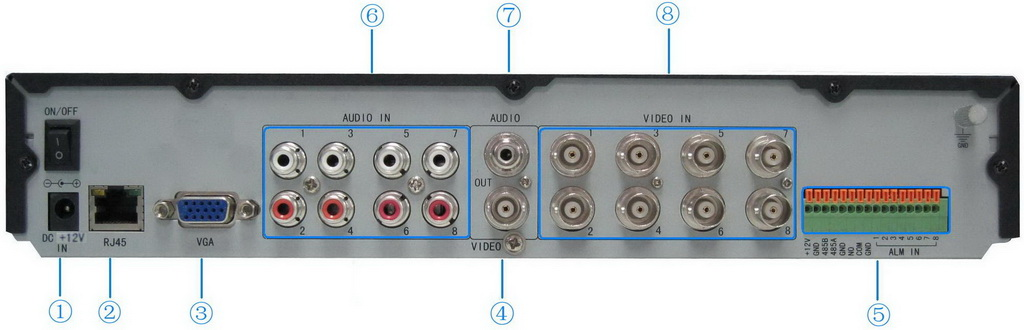 ⑥ ⑦ ⑧
ON/OFF
AUDIO IN
AUDIO
VIDEO IN
1 3 5 7
1 3 5 7
OUT
GND
2 4 6 8
2 4 6 8
DC +12V
IN
RJ45
VGA
VIDEO
+12V
GND
485B
485A
GND
NO
COM
GND
1 2 3 4 5 6 7 8
ALM IN
① ② ③ ④ ⑤